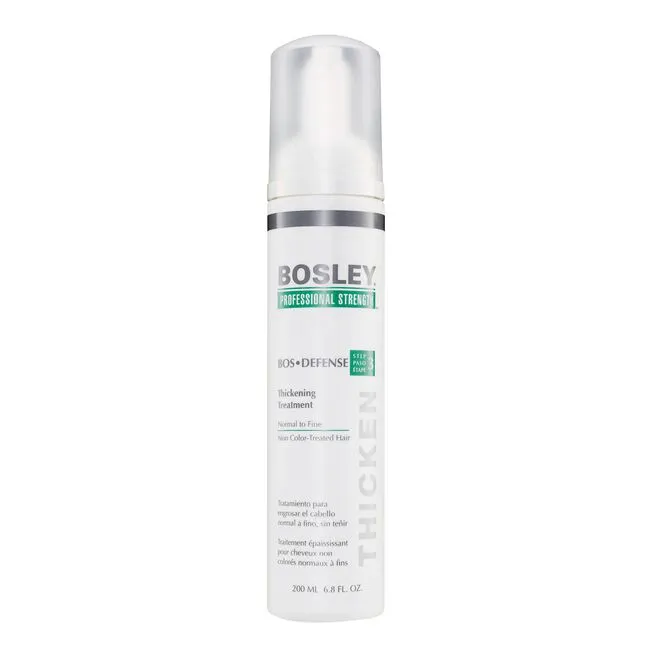 BOSLEY
PROFESSIONAL STRENGTH
BOS•DEFENSE
STEP
PASO
ÉTAPE
3
Thickening
Treatment
Normal to Fine
Non Color-Treated Hair
THICKEN
Tratamiento para
engrosar el cabello
normal a fino, sin teñir
Traitement épaississant
pour cheveux non
colorés normaux à fins
200 ML 6.8 FL. OZ.